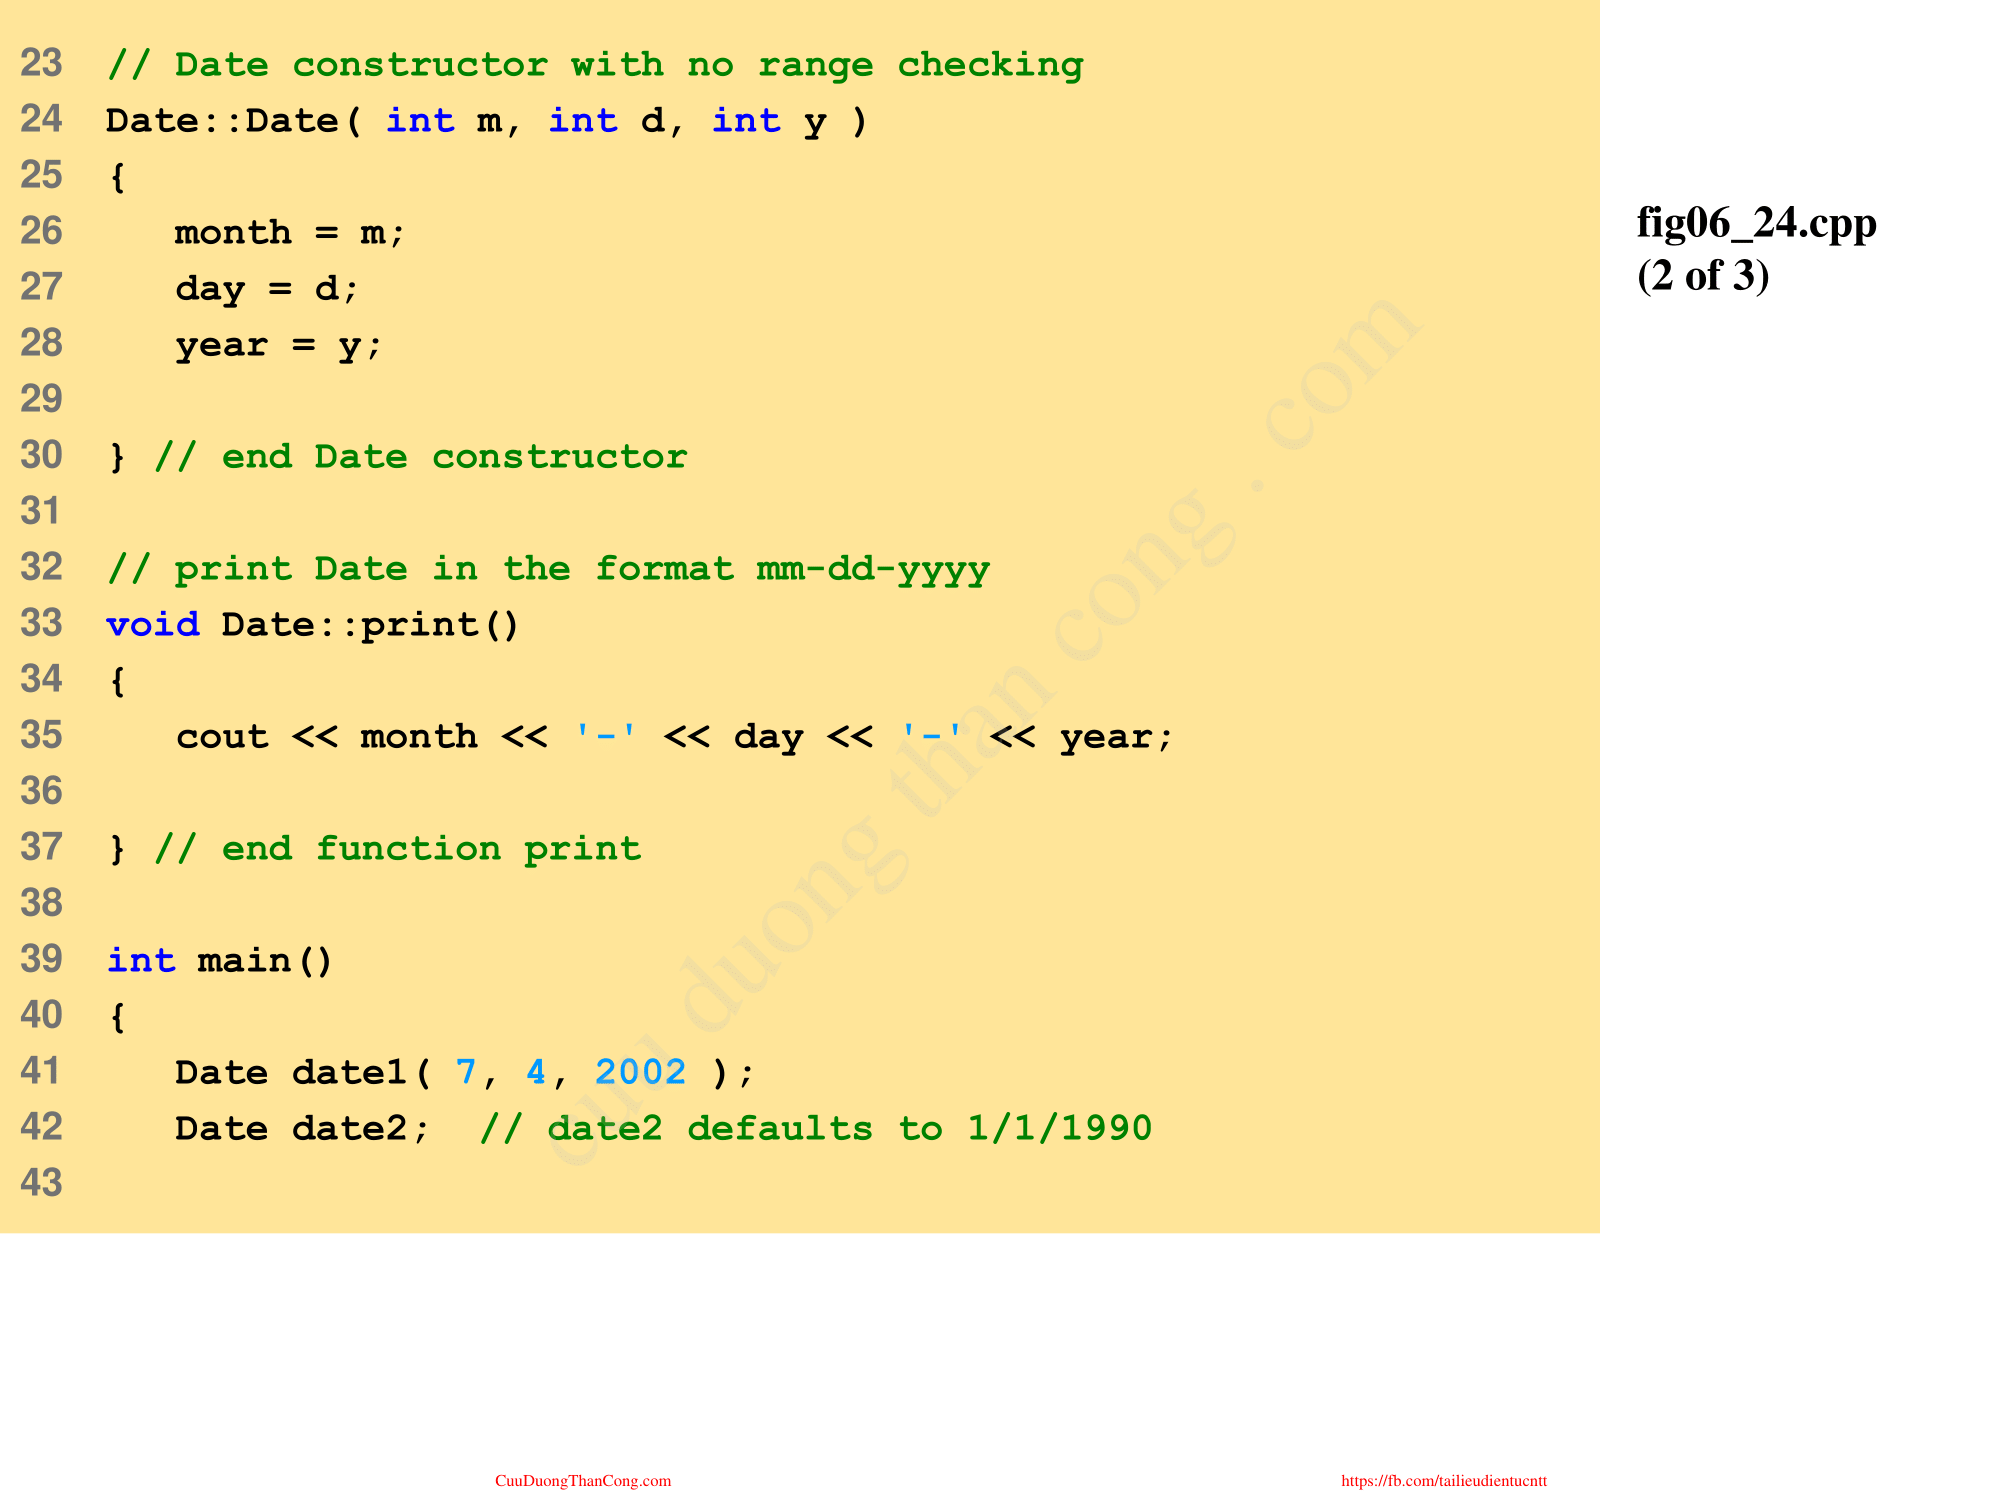 23 // Date constructor with no range checking
24 Date::Date( int m, int d, int y )
25 {
26 month = m;
27 day = d;
28 year = y;
29
30 } // end Date constructor
31
32 // print Date in the format mm-dd-yyyy
33 void Date::print()
34 {
35 cout << month << '-' << day << '-' << year;
36
37 } // end function print
38
39 int main()
40 {
41 Date date1( 7, 4, 2002 );
42 Date date2; // date2 defaults to 1/1/1990
43
fig06_24.cpp
(2 of 3)
cuu duong than cong . com
CuuDuongThanCong.com
https://fb.com/tailieudientucntt